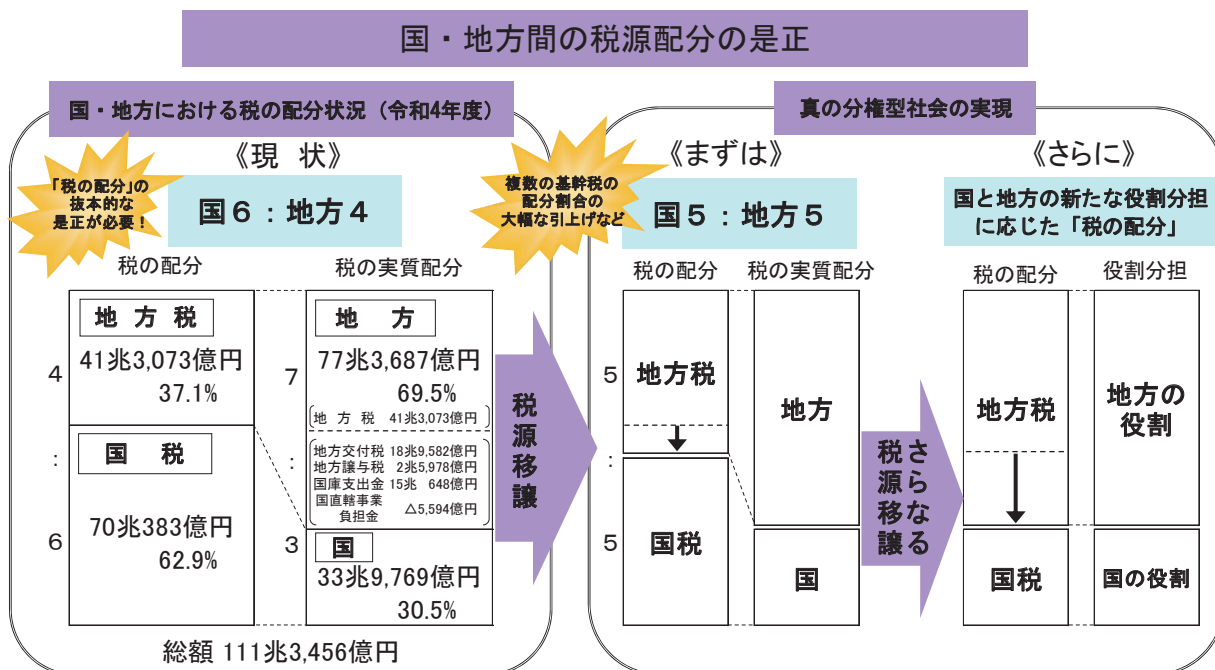 国・地方間の税源配分の是正
国・地方における税の配分状況（令和4年度）
《現 状》
「税の配分」の
抜本的な
是正が必要！
国６：地方４
税の配分
税の実質配分
4
：
6
地 方 税
41兆3,073億円
37.1%
国 税
70兆383億円
62.9%
7
：
3
地 方
77兆3,687億円
69.5%
地 方 税 41兆3,073億円
地方交付税 18兆9,582億円
地方譲与税 2兆5,978億円
国庫支出金 15兆 648億円
国直轄事業
負担金 △5,594億円
国
33兆9,769億円
30.5%
総額 111兆3,456億円
税源移譲
真の分権型社会の実現
《まずは》
複数の基幹税の
配分割合の
大幅な引上げなど
国５：地方５
税の配分
税の実質配分
5
：
5
地方税
国税
地方
国
さらなる
税源移譲
《さらに》
国と地方の新たな役割分担
に応じた「税の配分」
税の配分
役割分担
地方税
国税
地方の
役割
国の役割